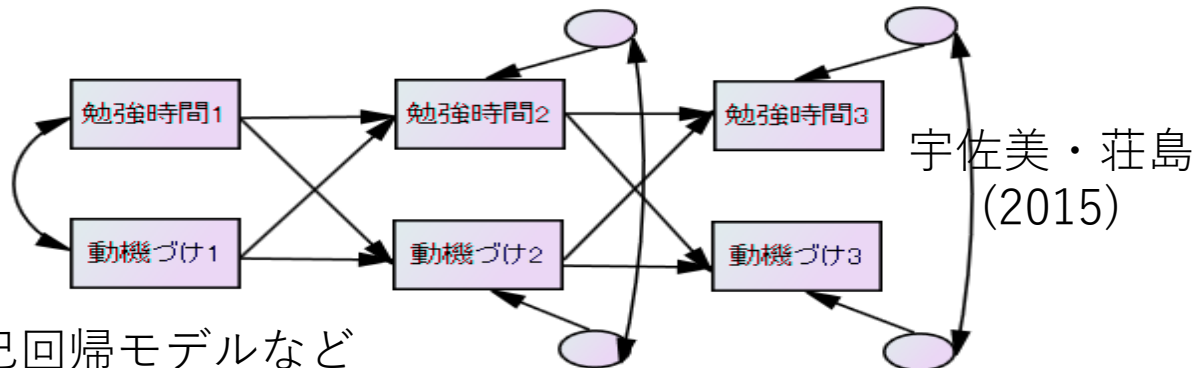 勉強時間1
勉強時間2
勉強時間3
宇佐美・荘島
(2015)
動機づけ1
動機づけ2
動機づけ3
己回帰モデルなど